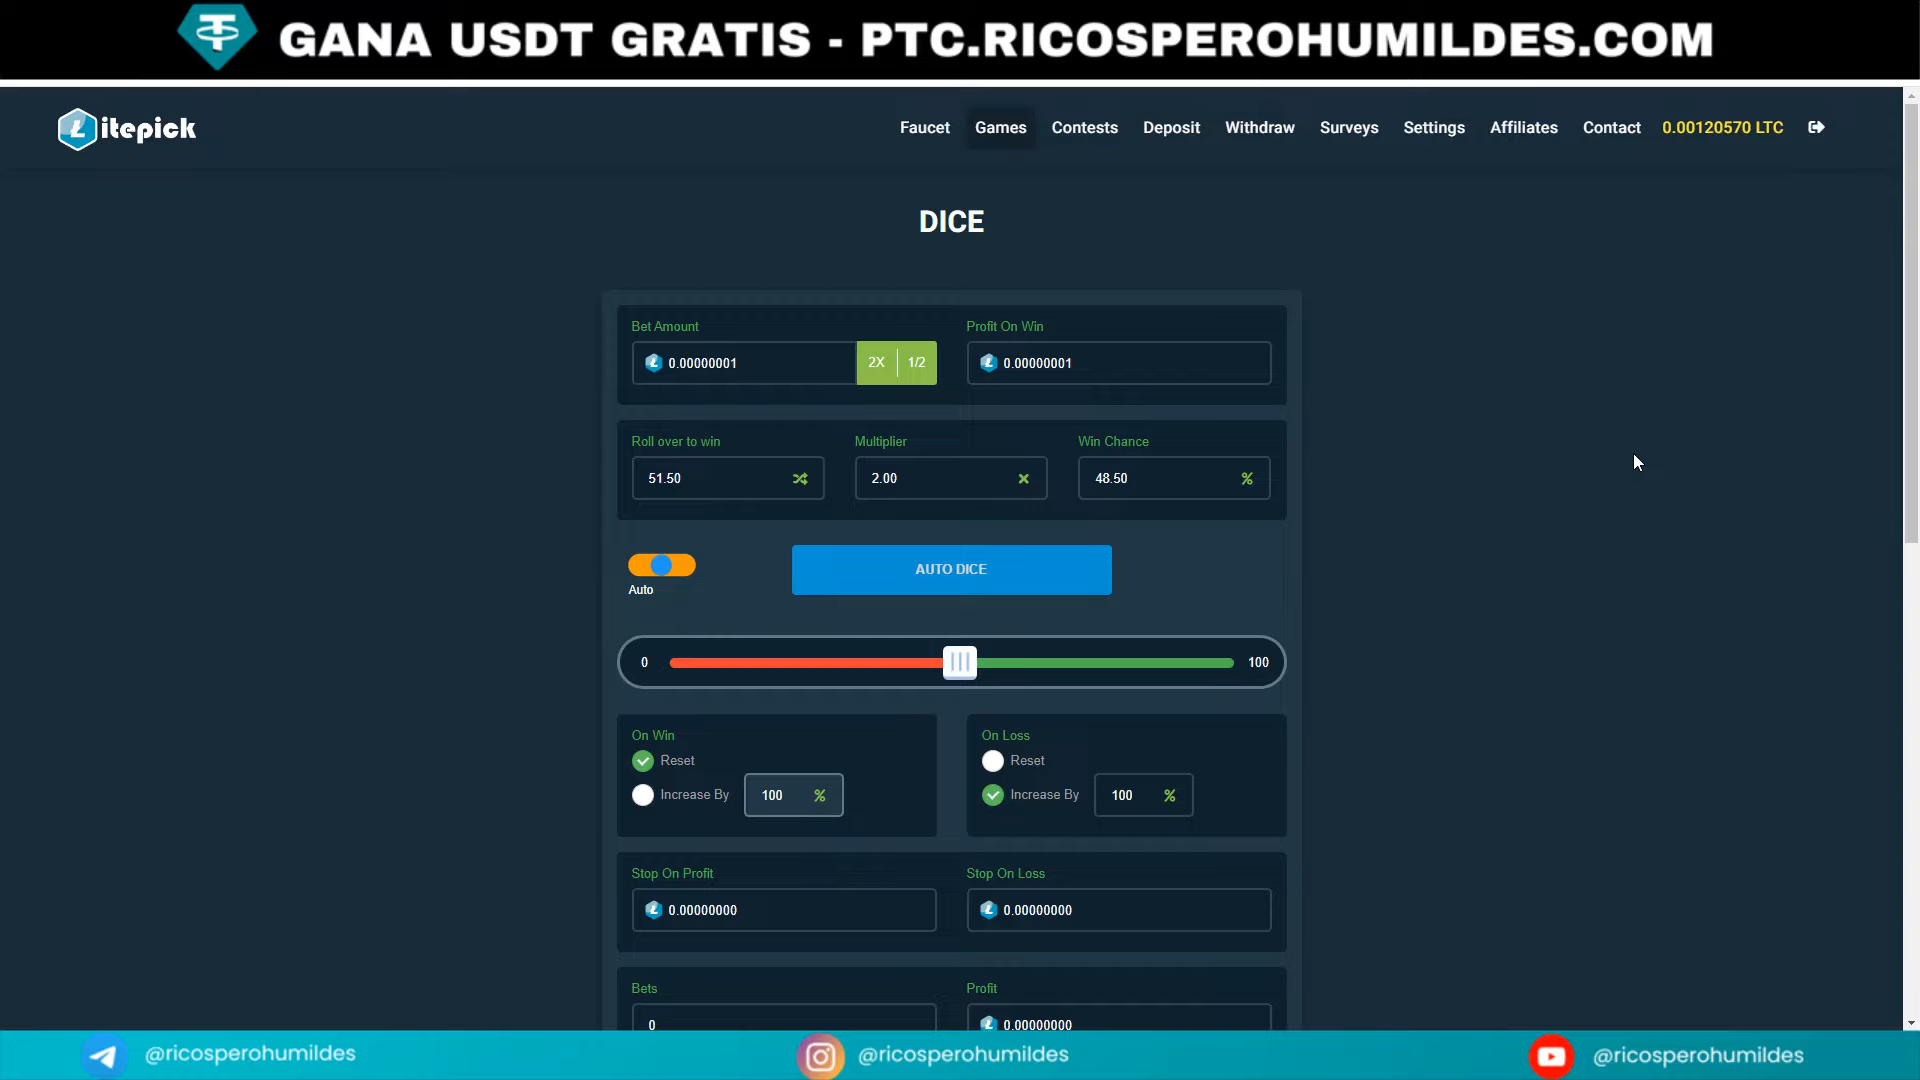 GANA USDT GRATIS - PTC.RICOSPEROHUMILDES.COM
Litepick
Faucet Games Contests Deposit Withdraw Surveys Settings Affiliates Contact 0.00120570 LTC
DICE
Bet Amount Profit On Win
0.00000001 2X 1/2 0.00000001
Roll over to win Multiplier Win Chance
51.50 2.00 48.50 %
Auto
AUTO DICE
0 100
On Win On Loss
Reset Reset
Increase By 100 % Increase By 100 %
Stop On Profit Stop On Loss
0.00000000 0.00000000
Bets Profit
0 0.00000000
@ricosperohumildes @ricosperohumildes @ricosperohumildes